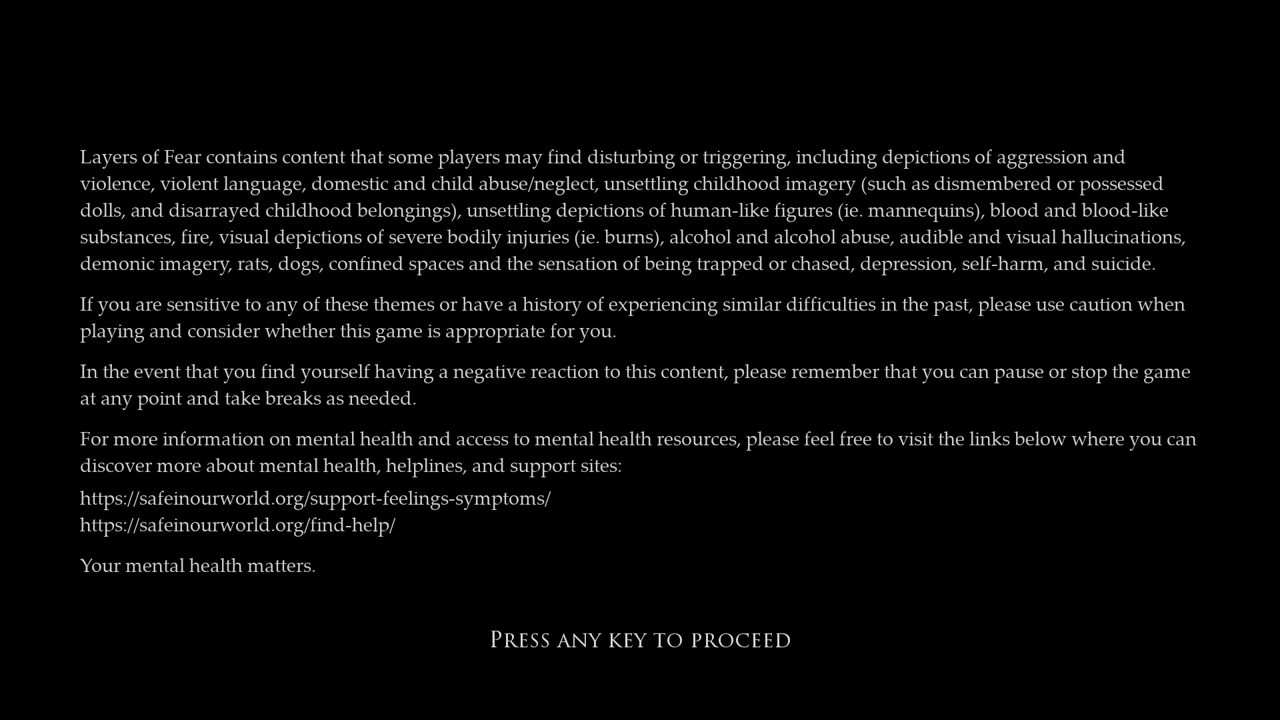 Layers of Fear contains content that some players may find disturbing or triggering, including depictions of aggression and
violence, violent language, domestic and child abuse/neglect, unsettling childhood imagery (such as dismembered or possessed
dolls, and disarrayed childhood belongings), unsettling depictions of human-like figures (ie. mannequins), blood and blood-like
substances, fire, visual depictions of severe bodily injuries (ie. burns), alcohol and alcohol abuse, audible and visual hallucinations,
demonic imagery, rats, dogs, confined spaces and the sensation of being trapped or chased, depression, self-harm, and suicide.
If you are sensitive to any of these themes or have a history of experiencing similar difficulties in the past, please use caution when
playing and consider whether this game is appropriate for you.
In the event that you find yourself having a negative reaction to this content, please remember that you can pause or stop the game
at any point and take breaks as needed.
For more information on mental health and access to mental health resources, please feel free to visit the links below where you can
discover more about mental health, helplines, and support sites:
https://safeinourworld.org/support-feelings-symptoms/
https://safeinourworld.org/find-help/
Your mental health matters.
Press any key to proceed